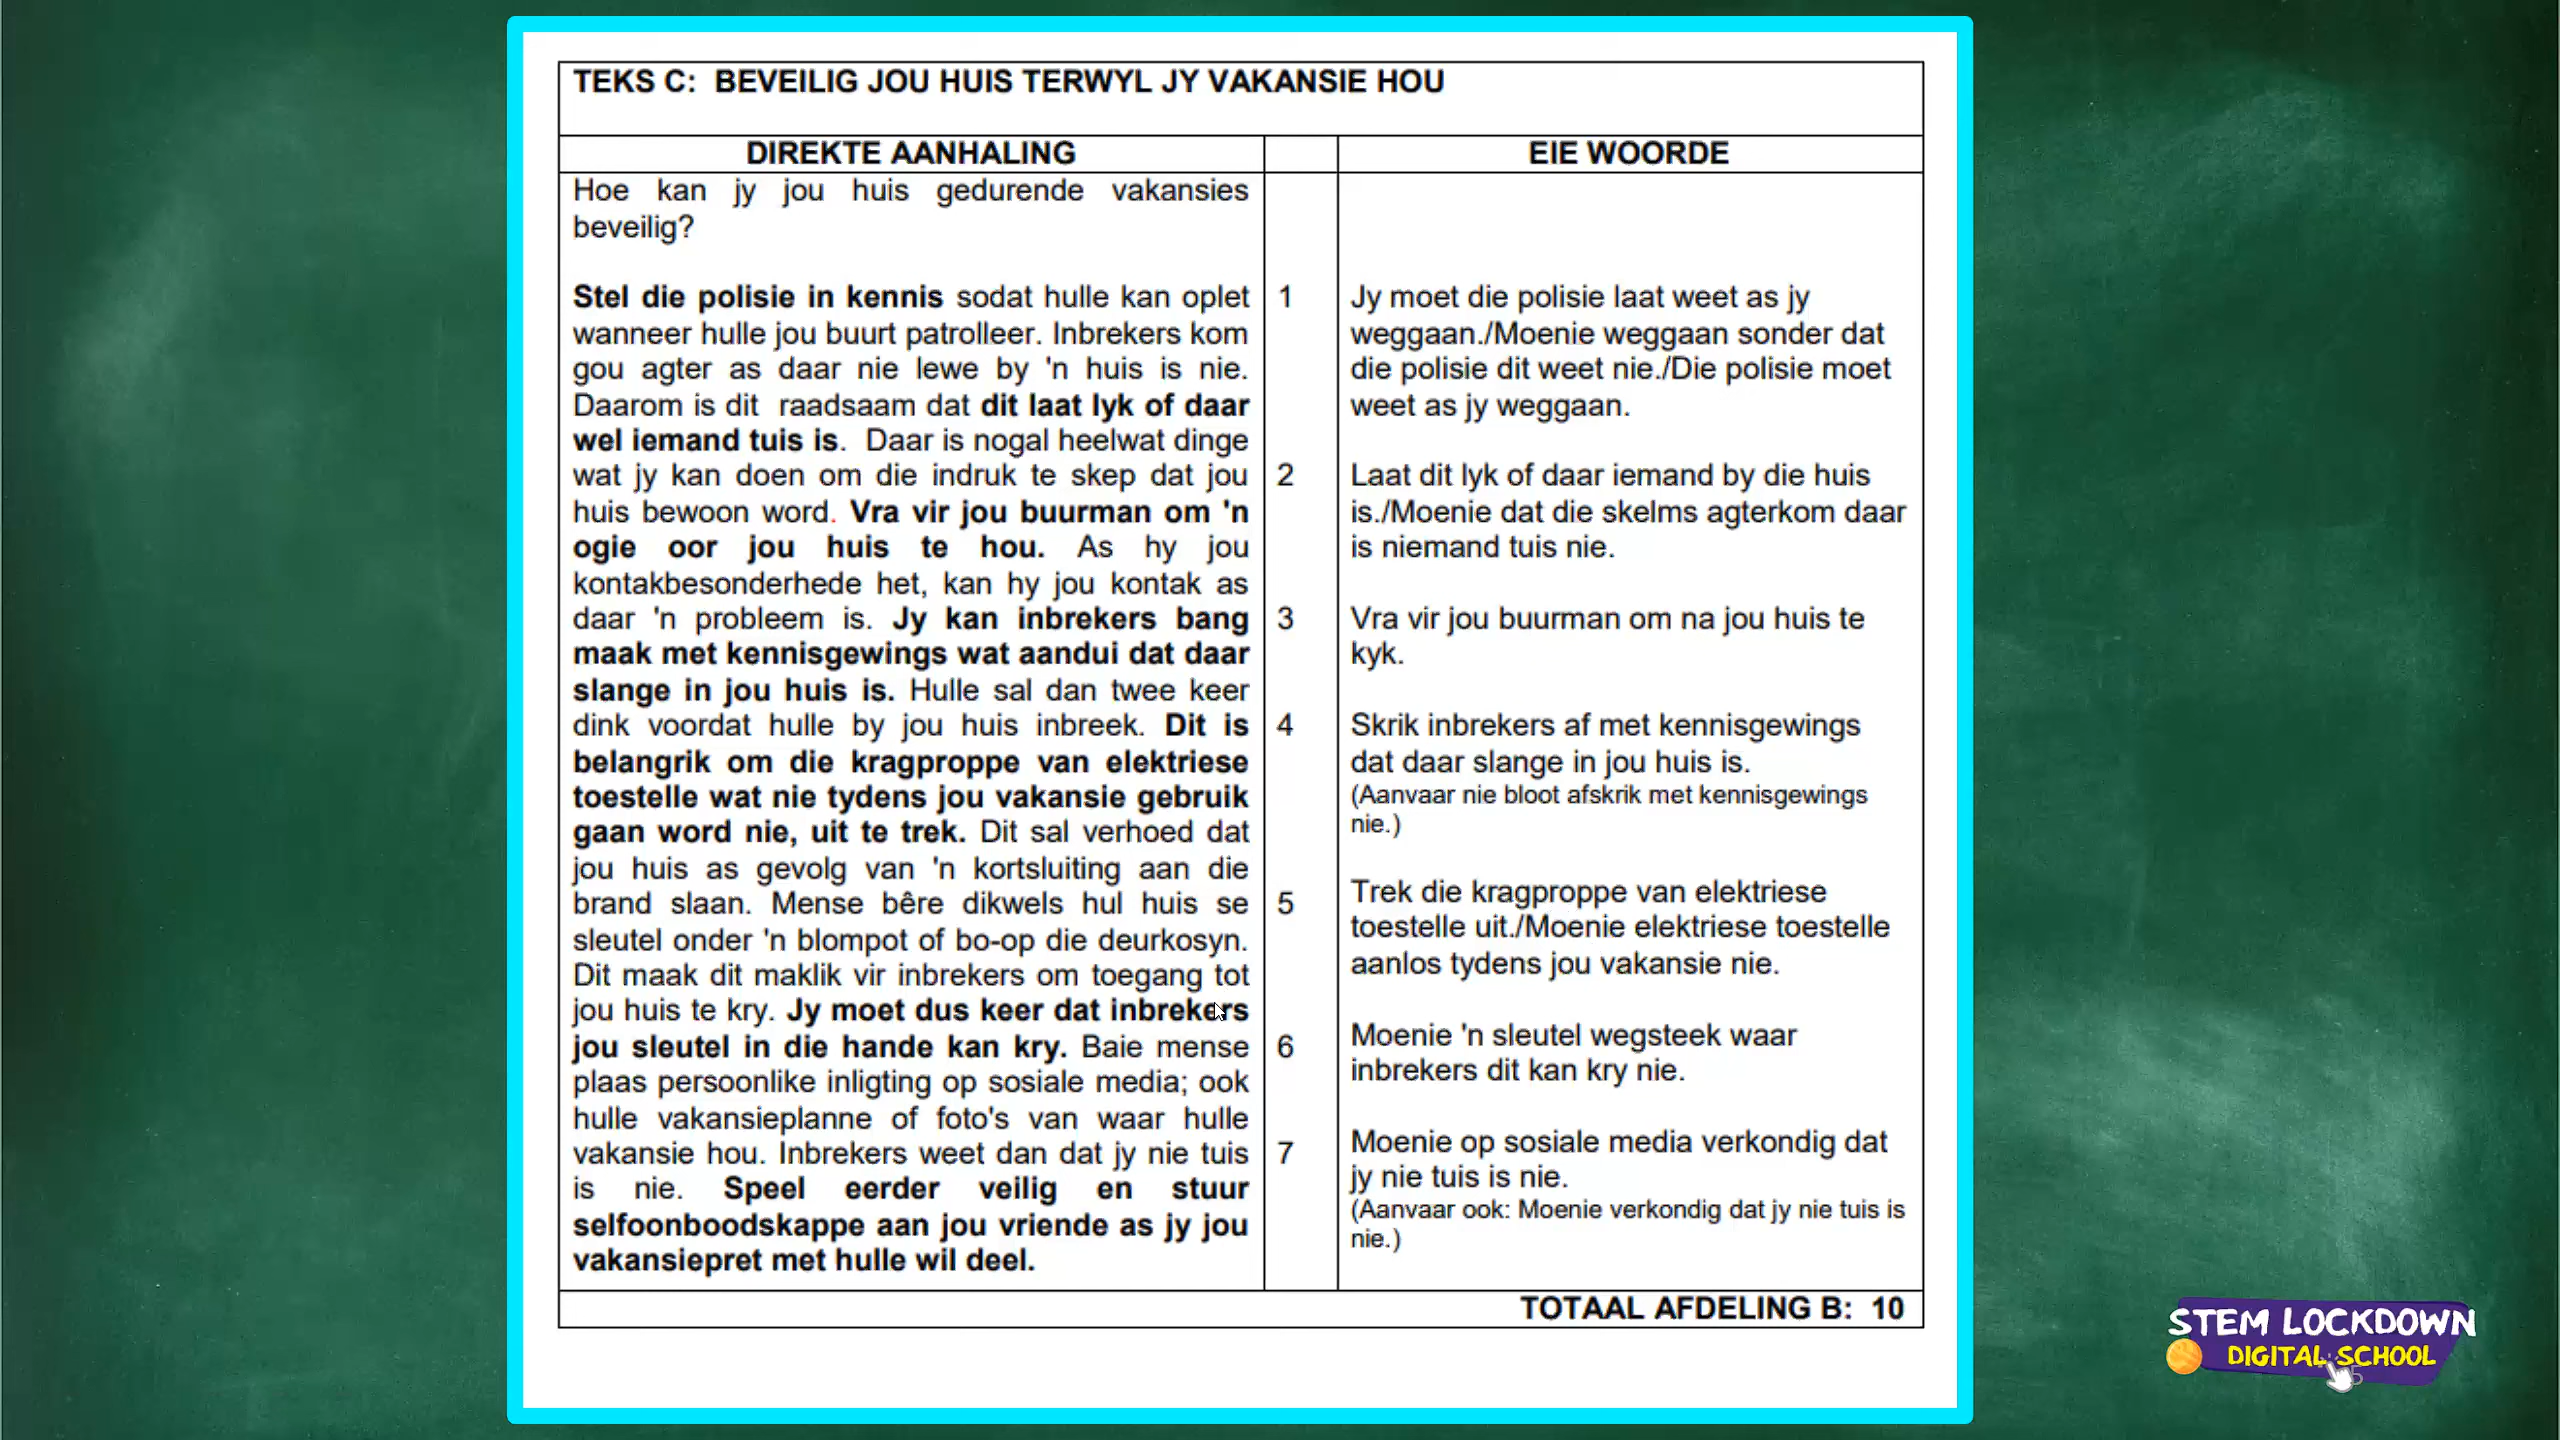 TEKS C: BEVEILIG JOU HUIS TERWYL JY VAKANSIE HOU
DIREKTE AANHALING
EIE WOORDE
Hoe kan jy jou huis gedurende vakansies
beveilig?
Stel die polisie in kennis sodat hulle kan oplet
wanneer hulle jou buurt patrolleer. Inbrekers kom
gou agter as daar nie lewe by 'n huis is nie.
Daarom is dit raadsaam dat dit laat lyk of daar
wel iemand tuis is. Daar is nogal heelwat dinge
wat jy kan doen om die indruk te skep dat jou
huis bewoon word. Vra vir jou buurman om 'n
ogie oor jou huis te hou. As hy jou
kontakbesonderhede het, kan hy jou kontak as
daar 'n probleem is. Jy kan inbrekers bang
maak met kennisgewings wat aandui dat daar
slange in jou huis is. Hulle sal dan twee keer
dink voordat hulle by jou huis inbreek. Dit is
belangrik om die kragproppe van elektriese
toestelle wat nie tydens jou vakansie gebruik
gaan word nie, uit te trek. Dit sal verhoed dat
jou huis as gevolg van 'n kortsluiting aan die
brand slaan. Mense bêre dikwels hul huis se
sleutel onder 'n blompot of bo-op die deurkosyn.
Dit maak dit maklik vir inbrekers om toegang tot
jou huis te kry. Jy moet dus keer dat inbrekers
jou sleutel in die hande kan kry. Baie mense
plaas persoonlike inligting op sosiale media; ook
hulle vakansieplanne of foto's van waar hulle
vakansie hou. Inbrekers weet dan dat jy nie tuis
is nie. Speel eerder veilig en stuur
selfoonboodskappe aan jou vriende as jy jou
vakansiepret met hulle wil deel.
1
Jy moet die polisie laat weet as jy
weggaan./Moenie weggaan sonder dat
die polisie dit weet nie./Die polisie moet
weet as jy weggaan.
2
Laat dit lyk of daar iemand by die huis
is./Moenie dat die skelms agterkom daar
is niemand tuis nie.
3
Vra vir jou buurman om na jou huis te
kyk.
4
Skrik inbrekers af met kennisgewings
dat daar slange in jou huis is.
(Aanvaar nie bloot afskrik met kennisgewings
nie.)
5
Trek die kragproppe van elektriese
toestelle uit./Moenie elektriese toestelle
aanlos tydens jou vakansie nie.
6
Moenie 'n sleutel wegsteek waar
inbrekers dit kan kry nie.
7
Moenie op sosiale media verkondig dat
jy nie tuis is nie.
(Aanvaar ook: Moenie verkondig dat jy nie tuis is
nie.)
TOTAAL AFDELING B: 10
STEM LOCKDOWN
DIGITAL SCHOOL